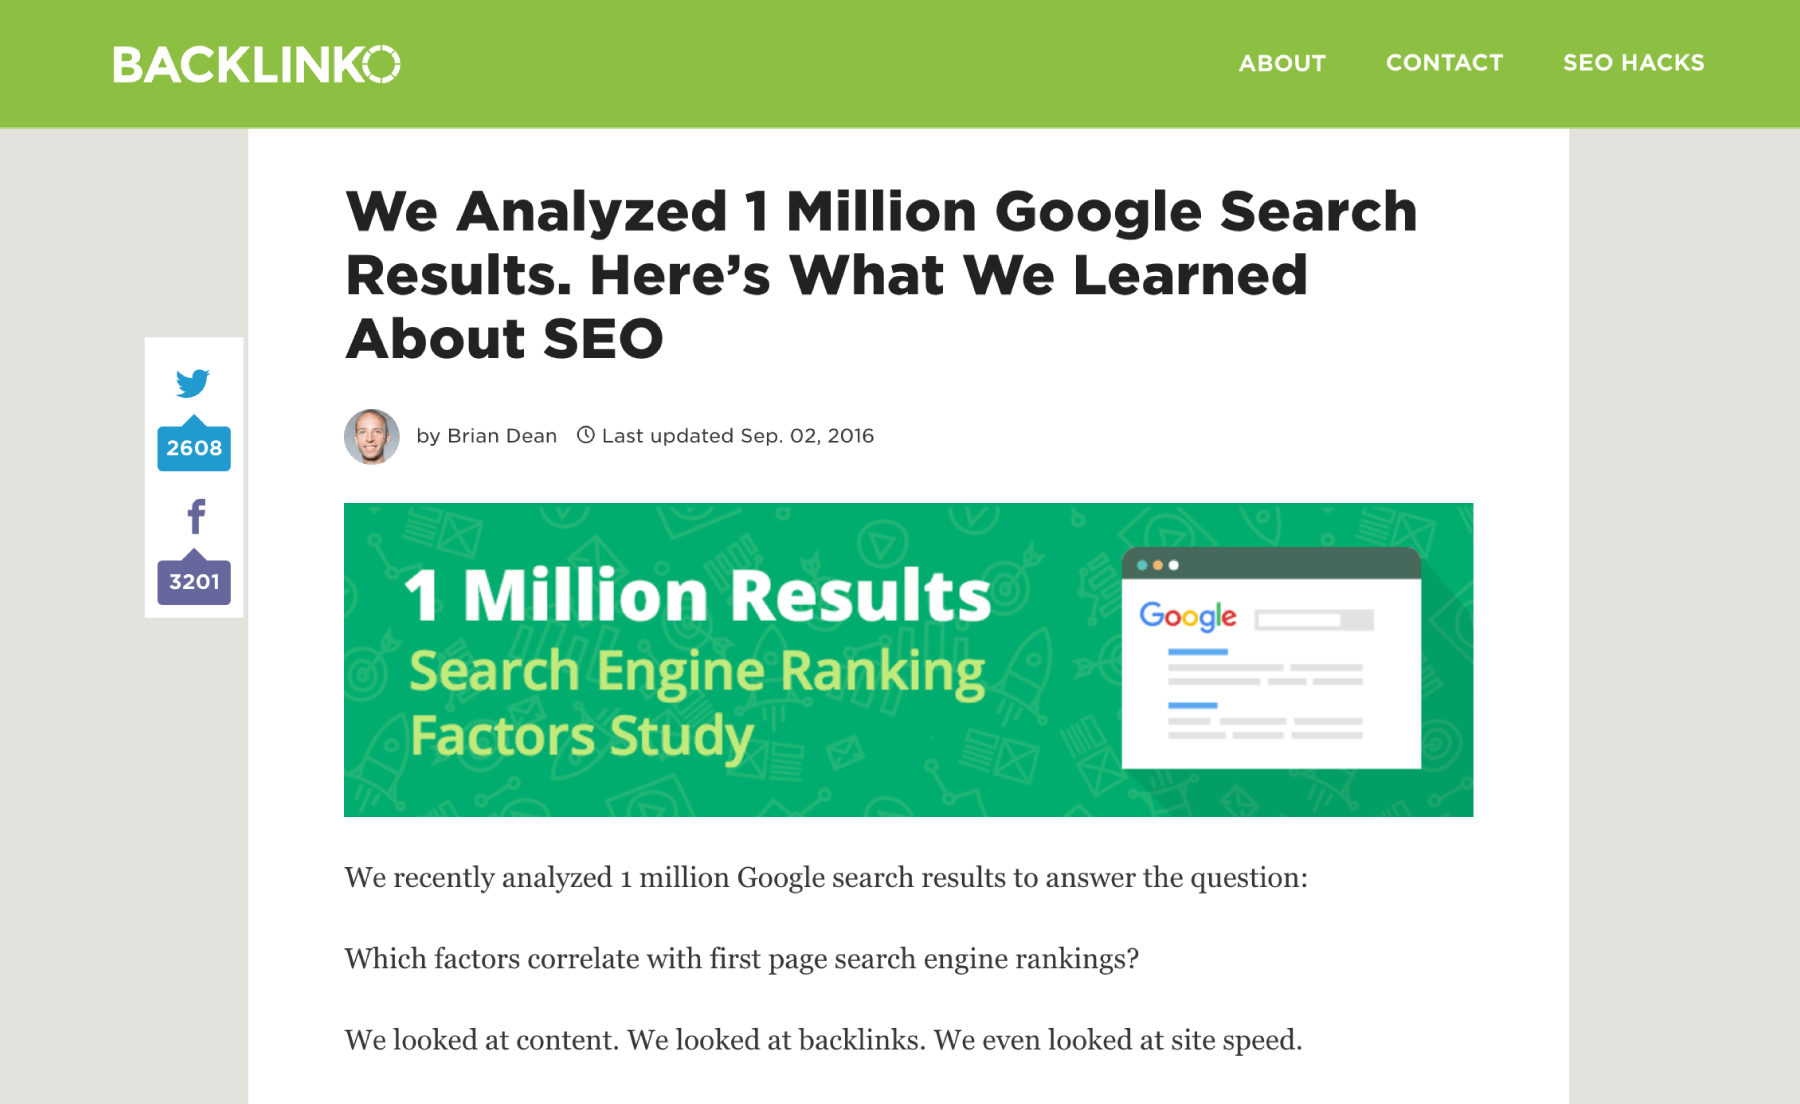 BACKLINKO
ABOUT CONTACT SEO HACKS
We Analyzed 1 Million Google Search
Results. Here’s What We Learned
About SEO
by Brian Dean Last updated Sep. 02, 2016
2608
3201
1 Million Results
Search Engine Ranking
Factors Study
Google
We recently analyzed 1 million Google search results to answer the question:
Which factors correlate with first page search engine rankings?
We looked at content. We looked at backlinks. We even looked at site speed.